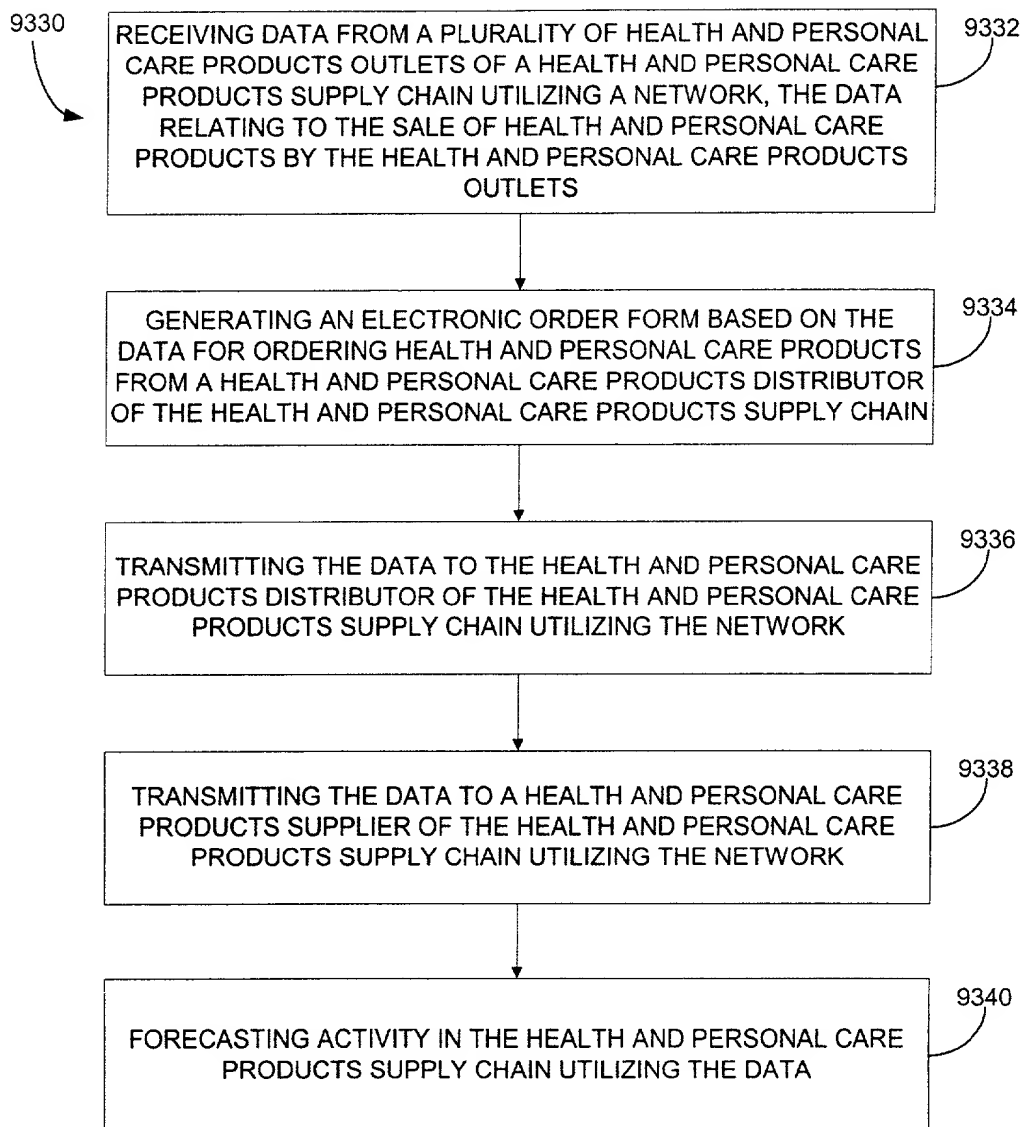 9330
RECEIVING DATA FROM A PLURALITY OF HEALTH AND PERSONAL
CARE PRODUCTS OUTLETS OF A HEALTH AND PERSONAL CARE
PRODUCTS SUPPLY CHAIN UTILIZING A NETWORK, THE DATA
RELATING TO THE SALE OF HEALTH AND PERSONAL CARE
PRODUCTS BY THE HEALTH AND PERSONAL CARE PRODUCTS
OUTLETS
9332
GENERATING AN ELECTRONIC ORDER FORM BASED ON THE
DATA FOR ORDERING HEALTH AND PERSONAL CARE PRODUCTS
FROM A HEALTH AND PERSONAL CARE PRODUCTS DISTRIBUTOR
OF THE HEALTH AND PERSONAL CARE PRODUCTS SUPPLY CHAIN
9334
TRANSMITTING THE DATA TO THE HEALTH AND PERSONAL CARE
PRODUCTS DISTRIBUTOR OF THE HEALTH AND PERSONAL CARE
PRODUCTS SUPPLY CHAIN UTILIZING THE NETWORK
9336
TRANSMITTING THE DATA TO A HEALTH AND PERSONAL CARE
PRODUCTS SUPPLIER OF THE HEALTH AND PERSONAL CARE
PRODUCTS SUPPLY CHAIN UTILIZING THE NETWORK
9338
FORECASTING ACTIVITY IN THE HEALTH AND PERSONAL CARE
PRODUCTS SUPPLY CHAIN UTILIZING THE DATA
9340